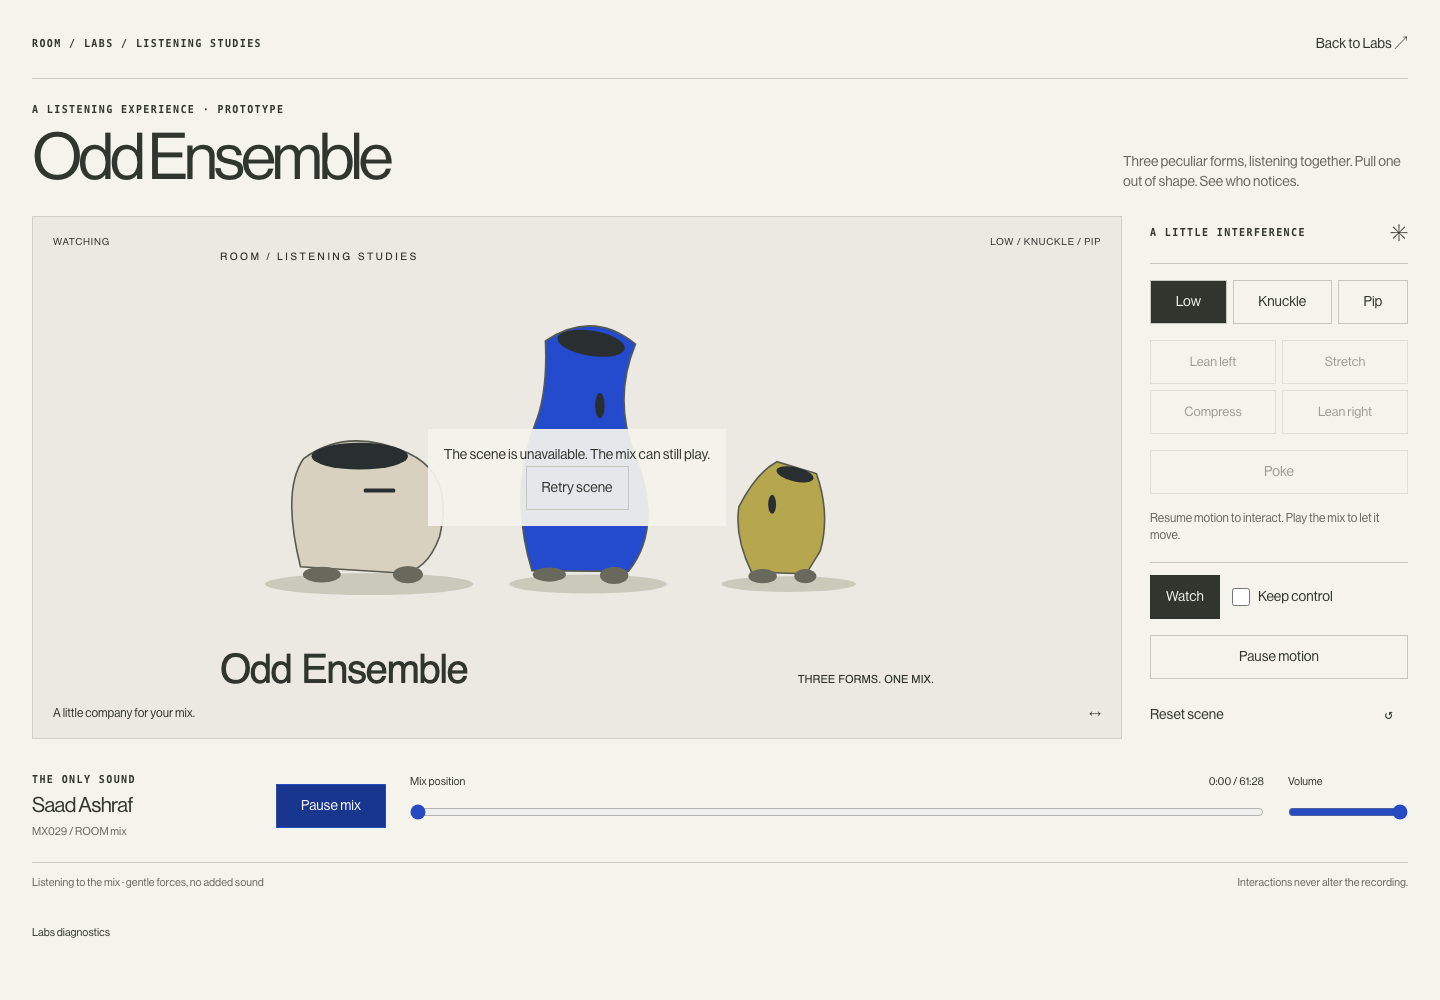 ROOM / LABS / LISTENING STUDIES
Back to Labs ↗
A LISTENING EXPERIENCE · PROTOTYPE
Odd Ensemble
Three peculiar forms, listening together. Pull one
out of shape. See who notices.
WATCHING
LOW / KNUCKLE / PIP
ROOM / LISTENING STUDIES
The scene is unavailable. The mix can still play.
Retry scene
Odd Ensemble
THREE FORMS. ONE MIX.
A little company for your mix.
↔
A LITTLE INTERFERENCE
Low
Knuckle
Pip
Lean left
Stretch
Compress
Lean right
Poke
Resume motion to interact. Play the mix to let it
move.
Watch
Keep control
Pause motion
Reset scene ↺
THE ONLY SOUND
Saad Ashraf
MX029 / ROOM mix
Pause mix
Mix position
0:00 / 61:28
Volume
Listening to the mix · gentle forces, no added sound
Interactions never alter the recording.
Labs diagnostics